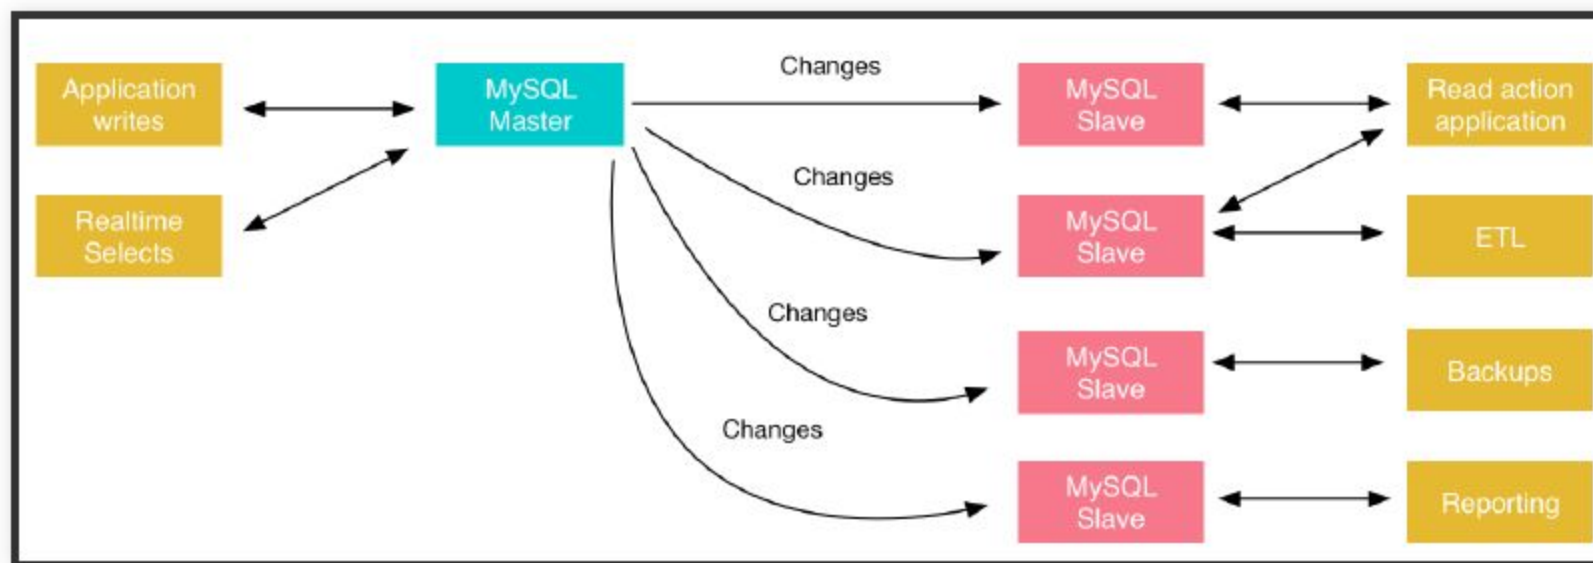 Application
writes
MySQL
Master
Changes
MySQL
Slave
Read action
application
Realtime
Selects
Changes
MySQL
Slave
ETL
Changes
MySQL
Slave
Backups
Changes
MySQL
Slave
Reporting